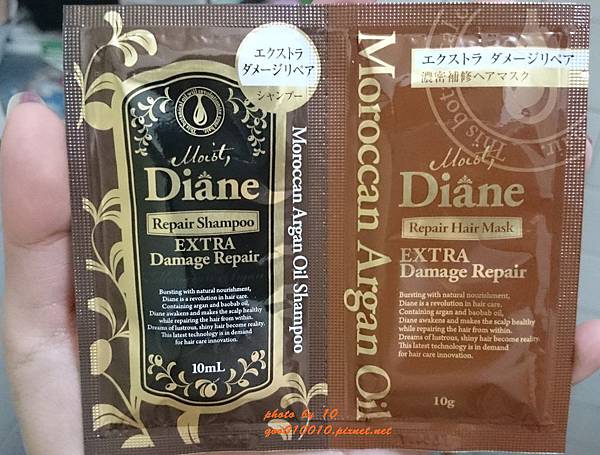 エクストラ
ダメージリペア
シャンプー
Moist,
Diane
Repair Shampoo
EXTRA
Damage Repair
Bursting with natural nourishment,
Diane is a revolution in hair care.
Containing argan and baobab oil,
Diane awakens and makes the scalp healthy
while repairing the hair from within.
Dreams of lustrous, shiny hair become reality.
This latest technology is in demand
for hair care innovation.
10mL
Moroccan Argan Oil Shampoo
Moroccan Argan Oil
エクストラ ダメージリペア
濃密補修ヘアマスク
This bot
Moist,
Diane
Repair Hair Mask
EXTRA
Damage Repair
Bursting with natural nourishment,
Diane is a revolution in hair care.
Containing argan and baobab oil,
Diane awakens and makes the scalp healthy
while repairing the hair from within.
Dreams of lustrous, shiny hair become reality.
This latest technology is in demand
for hair care innovation.
10g
photo by 10
goo910010.pixnet.net